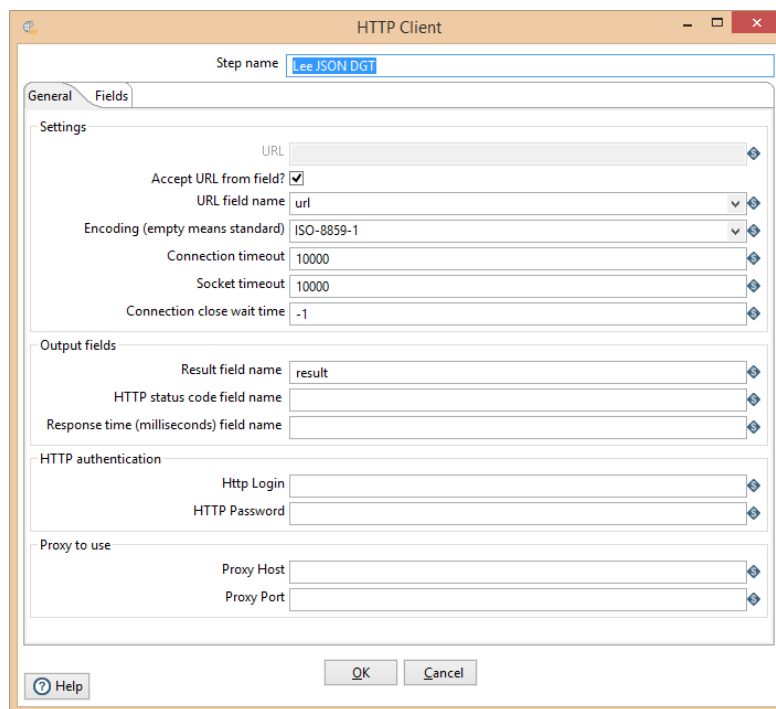 HTTP Client
Step name Lee JSON DGT
General Fields
Settings
URL
Accept URL from field?
URL field name url
Encoding (empty means standard) ISO-8859-1
Connection timeout 10000
Socket timeout 10000
Connection close wait time -1
Output fields
Result field name result
HTTP status code field name
Response time (milliseconds) field name
HTTP authentication
Http Login
HTTP Password
Proxy to use
Proxy Host
Proxy Port
OK Cancel
Help